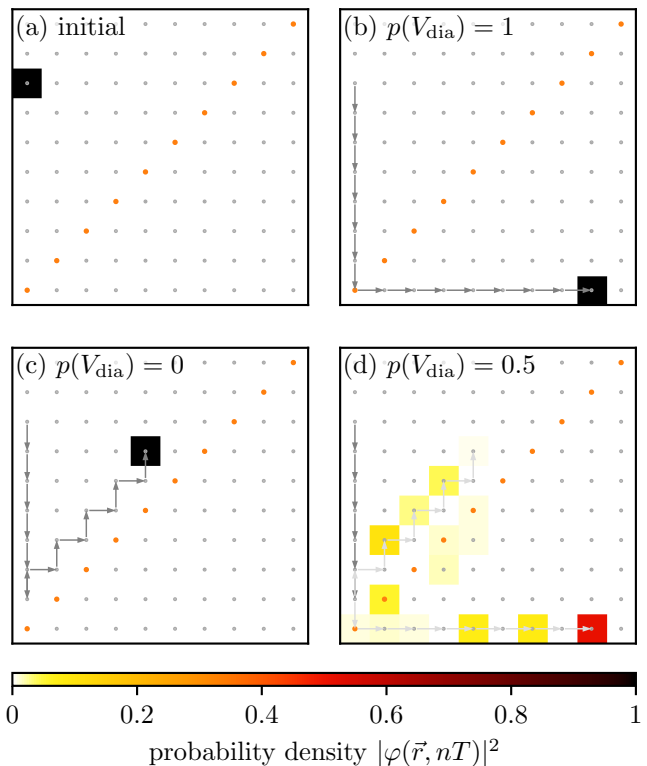 (a) initial
(b) p(V_dia) = 1
(c) p(V_dia) = 0
(d) p(V_dia) = 0.5
0 0.2 0.4 0.6 0.8 1
probability density |φ(r⃗, nT)|²